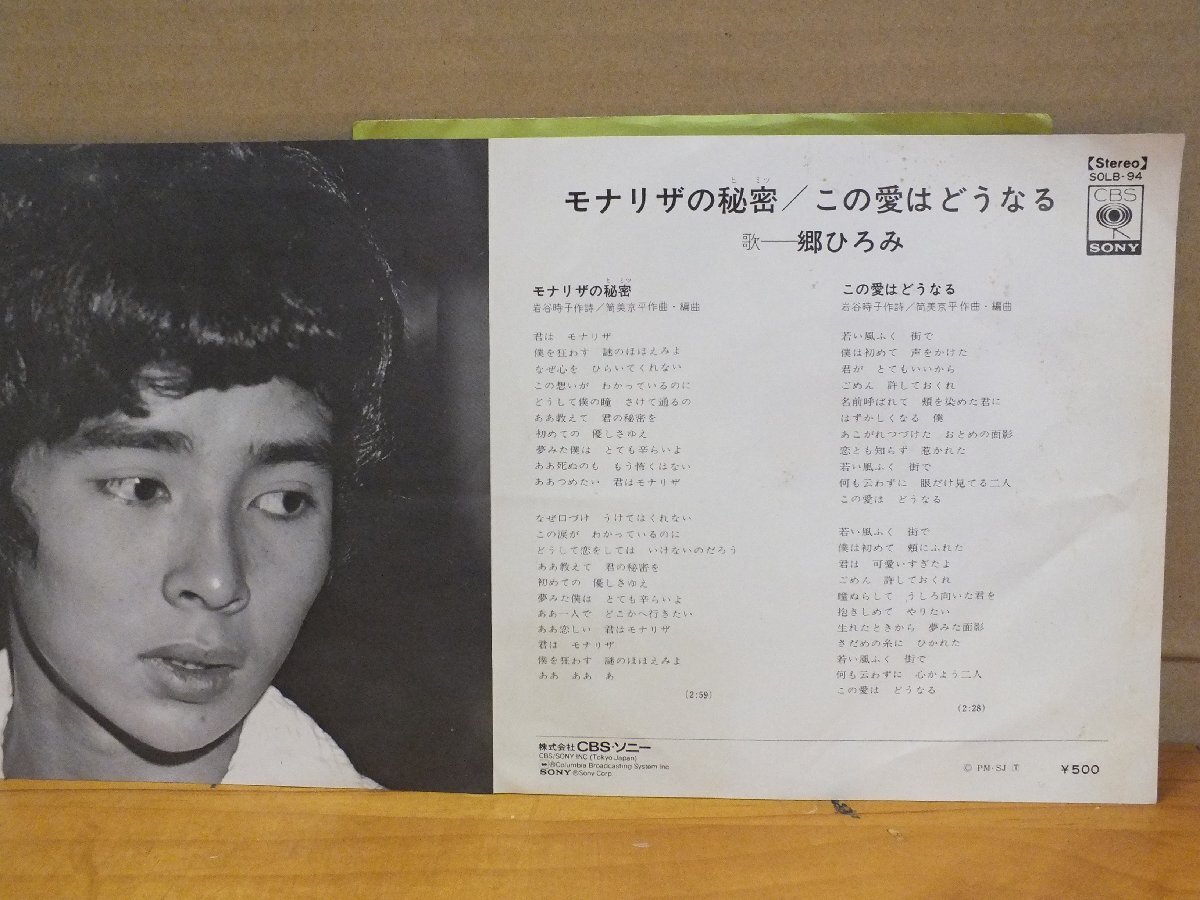 【Stereo】
SOLB-94
CBS
SONY
モナリザの秘密／この愛はどうなる
ヒ ミツ
歌──郷ひろみ
モナリザの秘密
ヒ ミツ
岩谷時子作詩／筒美京平作曲・編曲
君は モナリザ
僕を狂わす 謎のほほえみよ
なぜ心を ひらいてくれない
この想いが わかっているのに
どうして僕の瞳 さけて通るの
ああ教えて 君の秘密を
初めての 優しさゆえ
夢みた僕は とても辛らいよ
ああ死ぬのも もう怖くはない
ああつめたい 君はモナリザ
なぜ口づけ うけてはくれない
この涙が わかっているのに
どうして恋をしては いけないのだろう
ああ教えて 君の秘密を
初めての 優しさゆえ
夢みた僕は とても辛らいよ
ああ一人で どこかへ行きたい
ああ恋しい 君はモナリザ
君は モナリザ
僕を狂わす 謎のほほえみよ
ああ ああ あ
(2:59)
この愛はどうなる
岩谷時子作詩／筒美京平作曲・編曲
若い風ふく 街で
僕は初めて 声をかけた
君が とてもいいから
ごめん 許しておくれ
名前呼ばれて 頬を染めた君に
はずかしくなる 僕
あこがれつづけた おとめの面影
恋とも知らず 惹かれた
若い風ふく 街で
何も云わずに 眼だけ見てる二人
この愛は どうなる
若い風ふく 街で
僕は初めて 頬にふれた
君は 可愛いすぎたよ
ごめん 許しておくれ
瞳ぬらして うしろ向いた君を
抱きしめて やりたい
生れたときから 夢みた面影
さだめの糸に ひかれた
若い風ふく 街で
何も云わずに 心かよう二人
この愛は どうなる
(2:28)
株式会社 CBS・ソニー
CBS/SONY INC (Tokyo Japan)
Ⓡ Columbia Broadcasting System Inc
SONY Ⓡ Sony Corp.
© PM・SJ Ⓣ
¥500